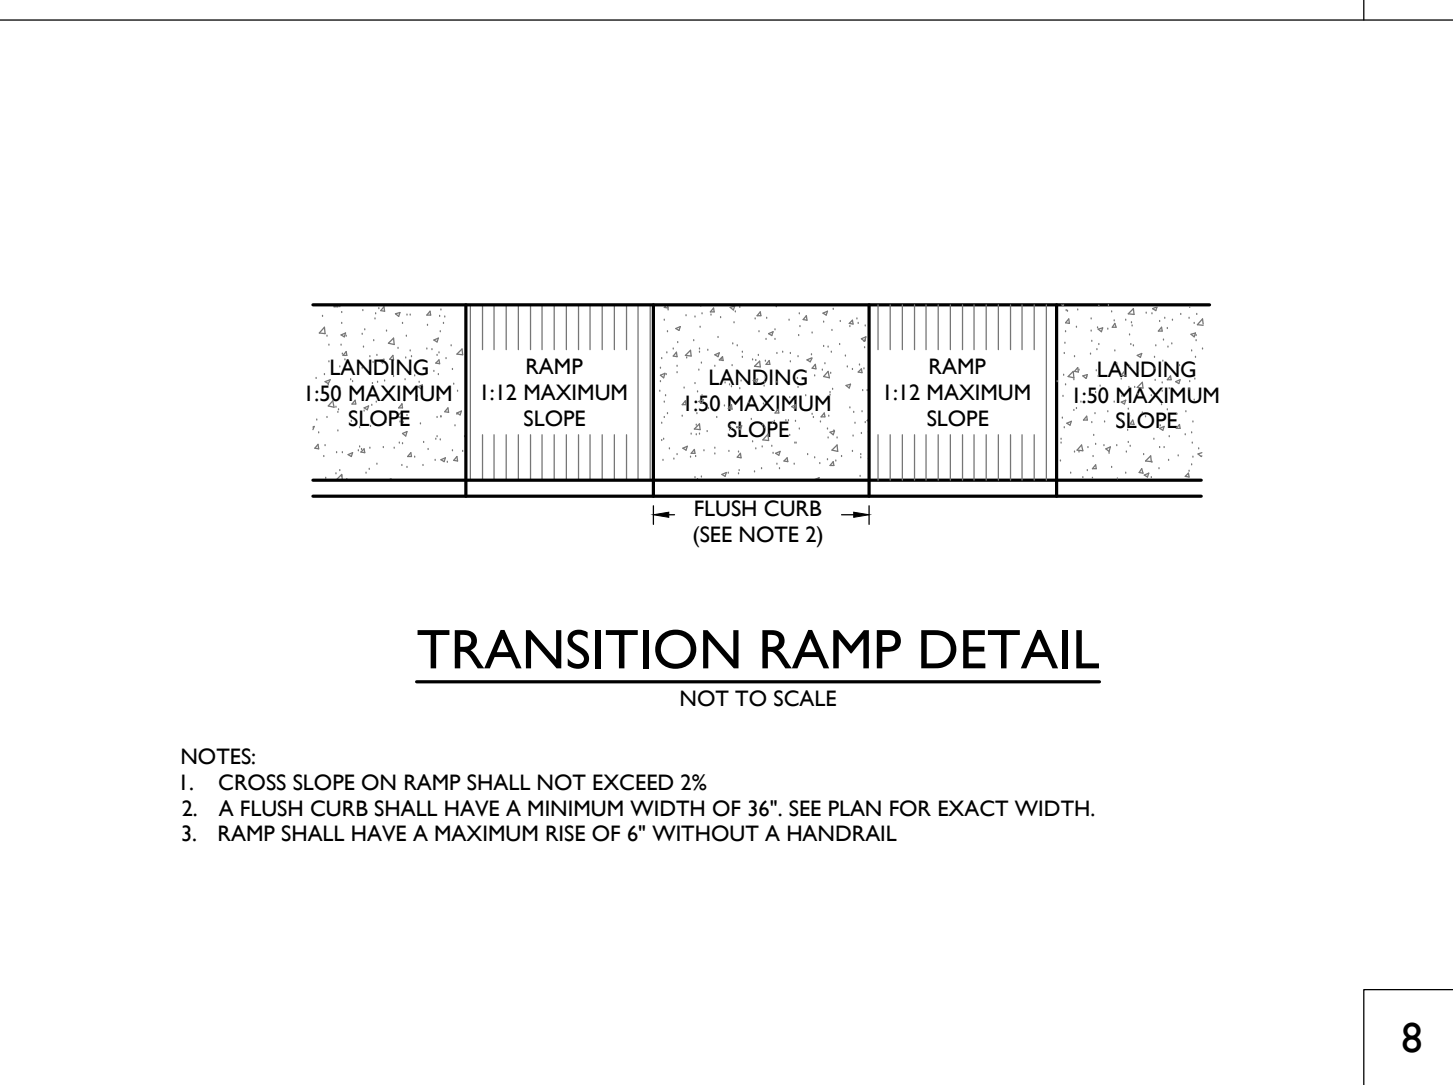 LANDING
1:50 MAXIMUM
SLOPE
RAMP
1:12 MAXIMUM
SLOPE
LANDING
1:50 MAXIMUM
SLOPE
RAMP
1:12 MAXIMUM
SLOPE
LANDING
1:50 MAXIMUM
SLOPE
FLUSH CURB
(SEE NOTE 2)
TRANSITION RAMP DETAIL
NOT TO SCALE
NOTES:
1. CROSS SLOPE ON RAMP SHALL NOT EXCEED 2%
2. A FLUSH CURB SHALL HAVE A MINIMUM WIDTH OF 36". SEE PLAN FOR EXACT WIDTH.
3. RAMP SHALL HAVE A MAXIMUM RISE OF 6" WITHOUT A HANDRAIL
8